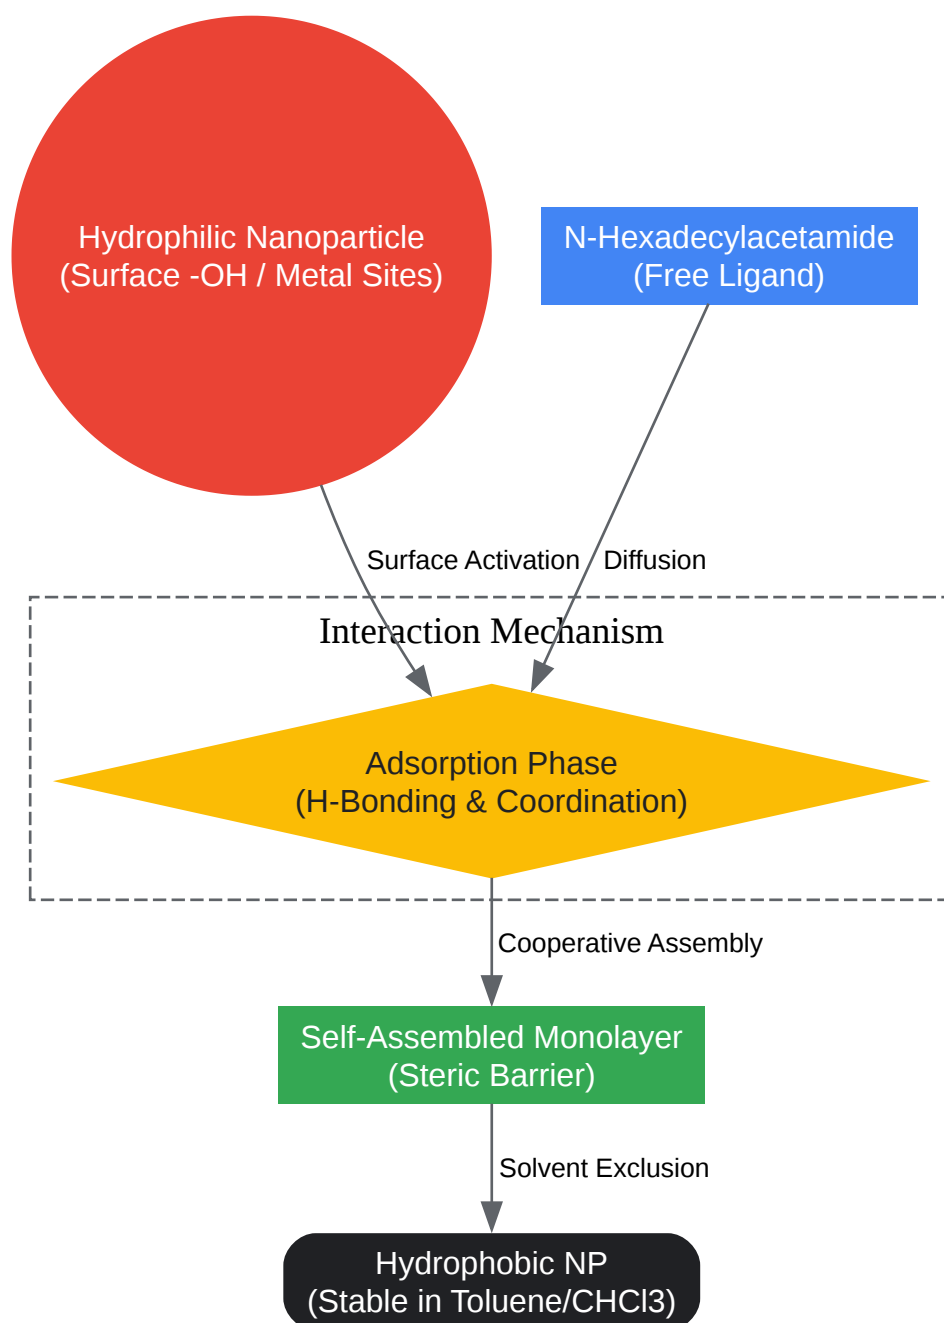 Hydrophilic Nanoparticle
(Surface -OH / Metal Sites)
N-Hexadecylacetamide
(Free Ligand)
Surface Activation
Diffusion
Interaction Mechanism
Adsorption Phase
(H-Bonding & Coordination)
Cooperative Assembly
Self-Assembled Monolayer
(Steric Barrier)
Solvent Exclusion
Hydrophobic NP
(Stable in Toluene/CHCl3)